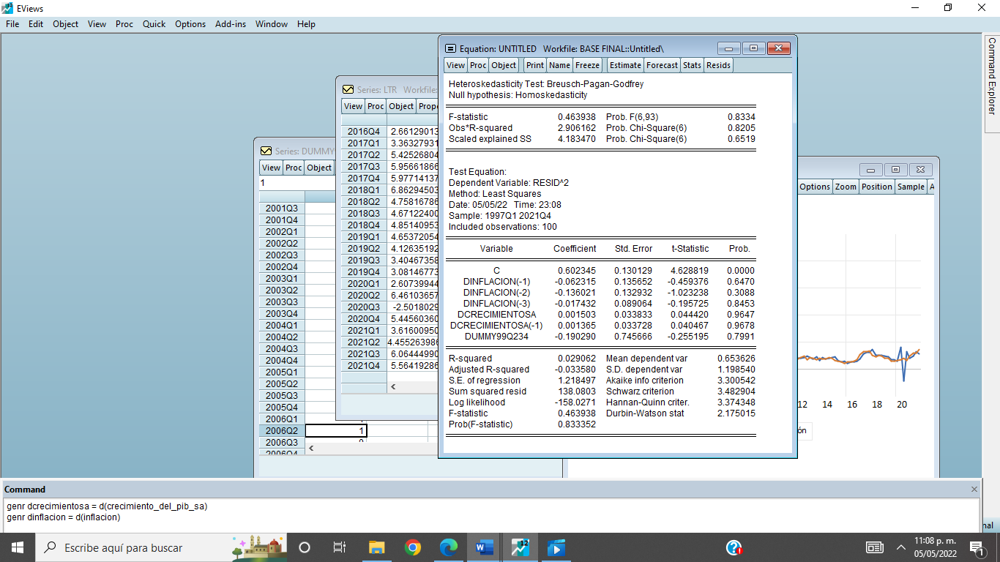 EViews
File Edit Object View Proc Quick Options Add-ins Window Help
Command Explorer
Equation: UNTITLED Workfile: BASE FINAL::Untitled\
View Proc Object Print Name Freeze Estimate Forecast Stats Resids
Heteroskedasticity Test: Breusch-Pagan-Godfrey
Null hypothesis: Homoskedasticity
F-statistic 0.463938 Prob. F(6,93) 0.8334
Obs*R-squared 2.906162 Prob. Chi-Square(6) 0.8205
Scaled explained SS 4.183470 Prob. Chi-Square(6) 0.6519
Test Equation:
Dependent Variable: RESID^2
Method: Least Squares
Date: 05/05/22 Time: 23:08
Sample: 1997Q1 2021Q4
Included observations: 100
Variable Coefficient Std. Error t-Statistic Prob.
C 0.602345 0.130129 4.628819 0.0000
DINFLACION(-1) -0.062315 0.135652 -0.459376 0.6470
DINFLACION(-2) -0.136021 0.132932 -1.023238 0.3088
DINFLACION(-3) -0.017432 0.089064 -0.195725 0.8453
DCRECIMIENTOSA 0.001503 0.033833 0.044420 0.9647
DCRECIMIENTOSA(-1) 0.001365 0.033728 0.040467 0.9678
DUMMY99Q234 -0.190290 0.745666 -0.255195 0.7991
R-squared 0.029062 Mean dependent var 0.653626
Adjusted R-squared -0.033580 S.D. dependent var 1.198540
S.E. of regression 1.218497 Akaike info criterion 3.300542
Sum squared resid 138.0803 Schwarz criterion 3.482904
Log likelihood -158.0271 Hannan-Quinn criter. 3.374348
F-statistic 0.463938 Durbin-Watson stat 2.175015
Prob(F-statistic) 0.833352
Series: LTR Workfile:
View Proc Object Prope
2016Q4 2.66129013
2017Q1 3.36327931
2017Q2 5.42526804
2017Q3 5.95661866
2017Q4 5.97714137
2018Q1 6.86294503
2018Q2 4.75816786
2018Q3 4.67122400
2018Q4 4.85140953
2019Q1 4.65372054
2019Q2 4.12635192
2019Q3 3.40467358
2019Q4 3.08146773
2020Q1 2.60739944
2020Q2 6.46103657
2020Q3 -2.5018029
2020Q4 5.44560360
2021Q1 3.61600950
2021Q2 4.455263986
2021Q3 6.06444990
2021Q4 5.56419286
Series: DUMMY
View Proc Object
1
2001Q3
2001Q4
2002Q1
2002Q2
2002Q3
2002Q4
2003Q1
2003Q2
2003Q3
2003Q4
2004Q1
2004Q2
2004Q3
2004Q4
2005Q1
2005Q2
2005Q3
2005Q4
2006Q1
2006Q2 1
2006Q3 0
2006Q4
Options Zoom Position Sample A
12 14 16 18 20
ón
Command
genr dcrecimientosa = d(crecimiento_del_pib_sa)
genr dinflacion = d(inflacion)
nal
Escribe aquí para buscar
12
11:08 p. m.
05/05/2022
1